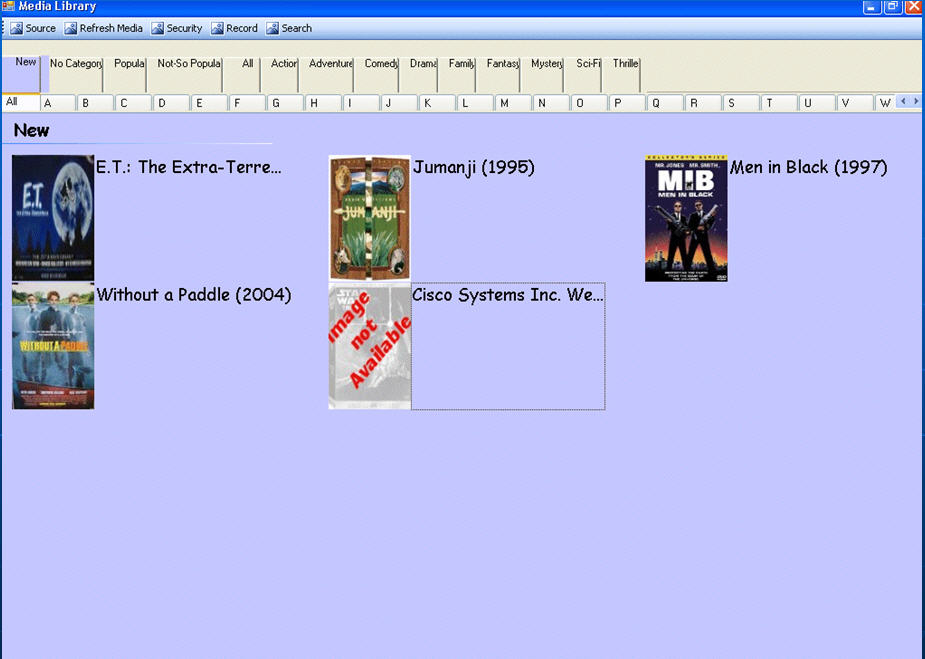 Media Library
Source Refresh Media Security Record Search
New No Category Popula Not-So Popula All Action Adventure Comedy Drama Family Fantasy Mystery Sci-Fi Thrille
All A B C D E F G H I J K L M N O P Q R S T U V W
New
E.T.
E.T.: The Extra-Terre...
JUMANJI
Jumanji (1995)
COLLECTOR'S SERIES
MR. JONES MR. SMITH
MIB
MEN IN BLACK
Men in Black (1997)
WITHOUT A PADDLE
Without a Paddle (2004)
STAR WARS
Image not Available
Cisco Systems Inc. We...